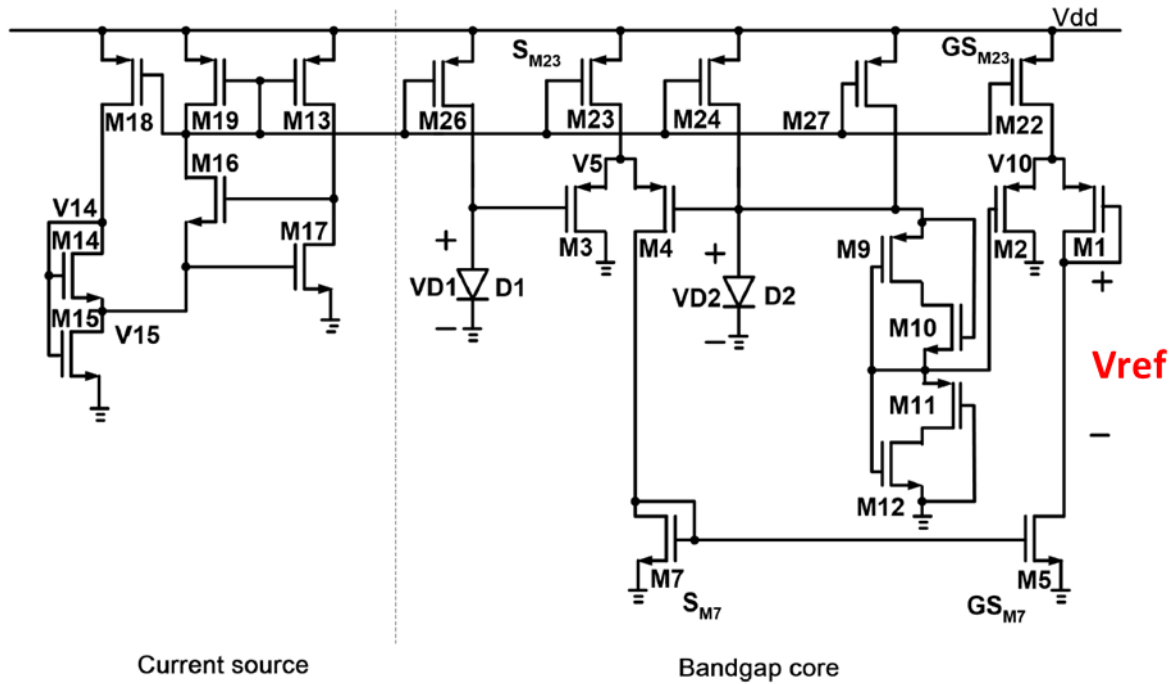 Vdd
S_M23
GS_M23
M18
M19
M13
M26
M23
M24
M27
M22
M16
V5
V10
V14
M14
M17
M3
M4
M9
M2
M1
+
+
+
M15
V15
VD1
D1
VD2
D2
M10
−
−
Vref
M11
−
M12
M7
M5
S_M7
GS_M7
Current source
Bandgap core